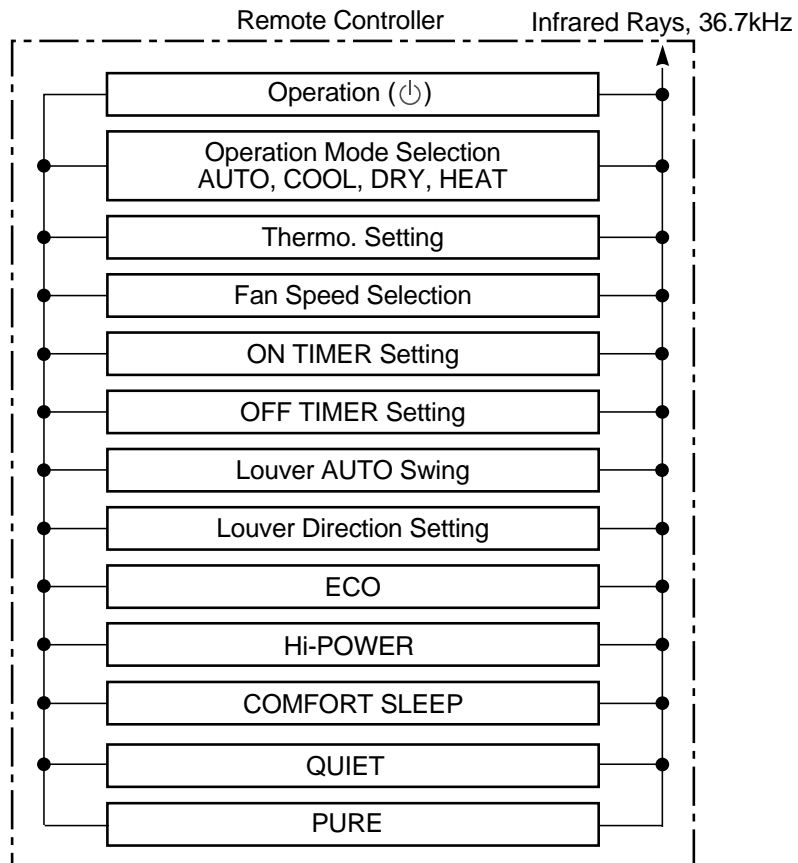 Remote Controller
Infrared Rays, 36.7kHz
Operation (⏻)
Operation Mode Selection
AUTO, COOL, DRY, HEAT
Thermo. Setting
Fan Speed Selection
ON TIMER Setting
OFF TIMER Setting
Louver AUTO Swing
Louver Direction Setting
ECO
Hi-POWER
COMFORT SLEEP
QUIET
PURE